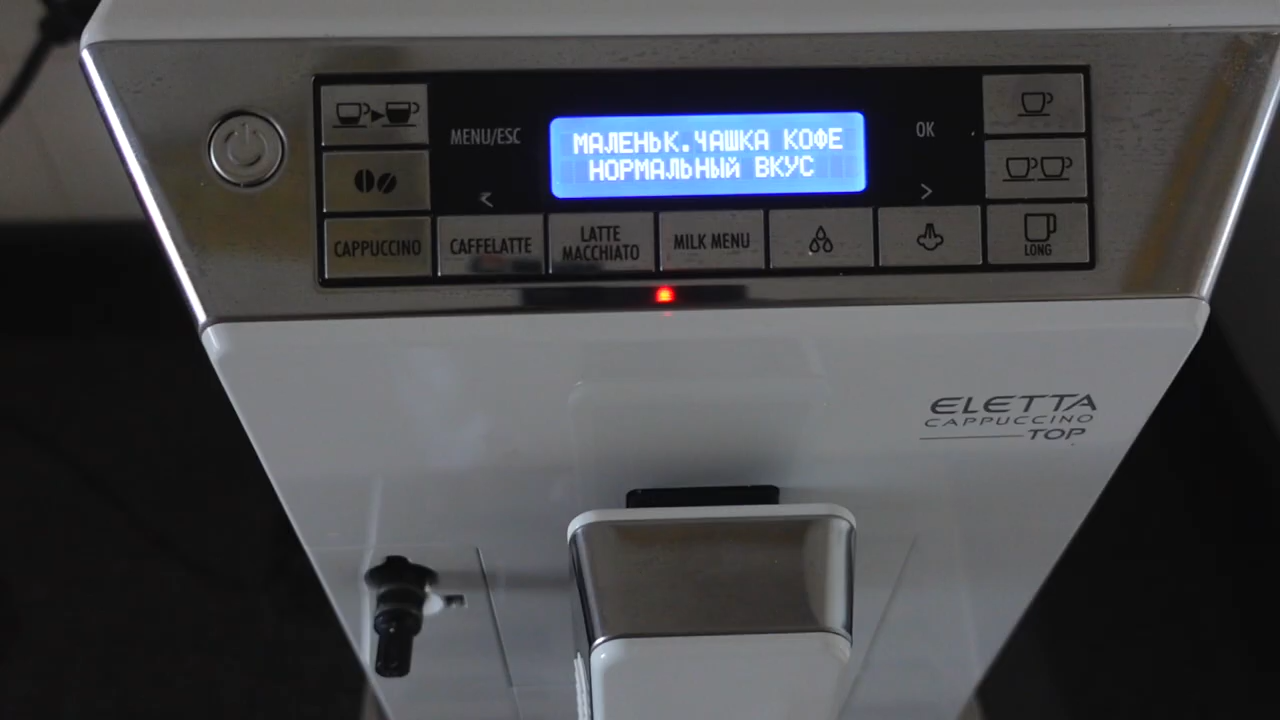 MENU/ESC
OK
МАЛЕНЬК.ЧАШКА КОФЕ
НОРМАЛЬНЫЙ ВКУС
<
>
CAPPUCCINO
CAFFELATTE
LATTE
MACCHIATO
MILK MENU
LONG
ELETTA
CAPPUCCINO
TOP